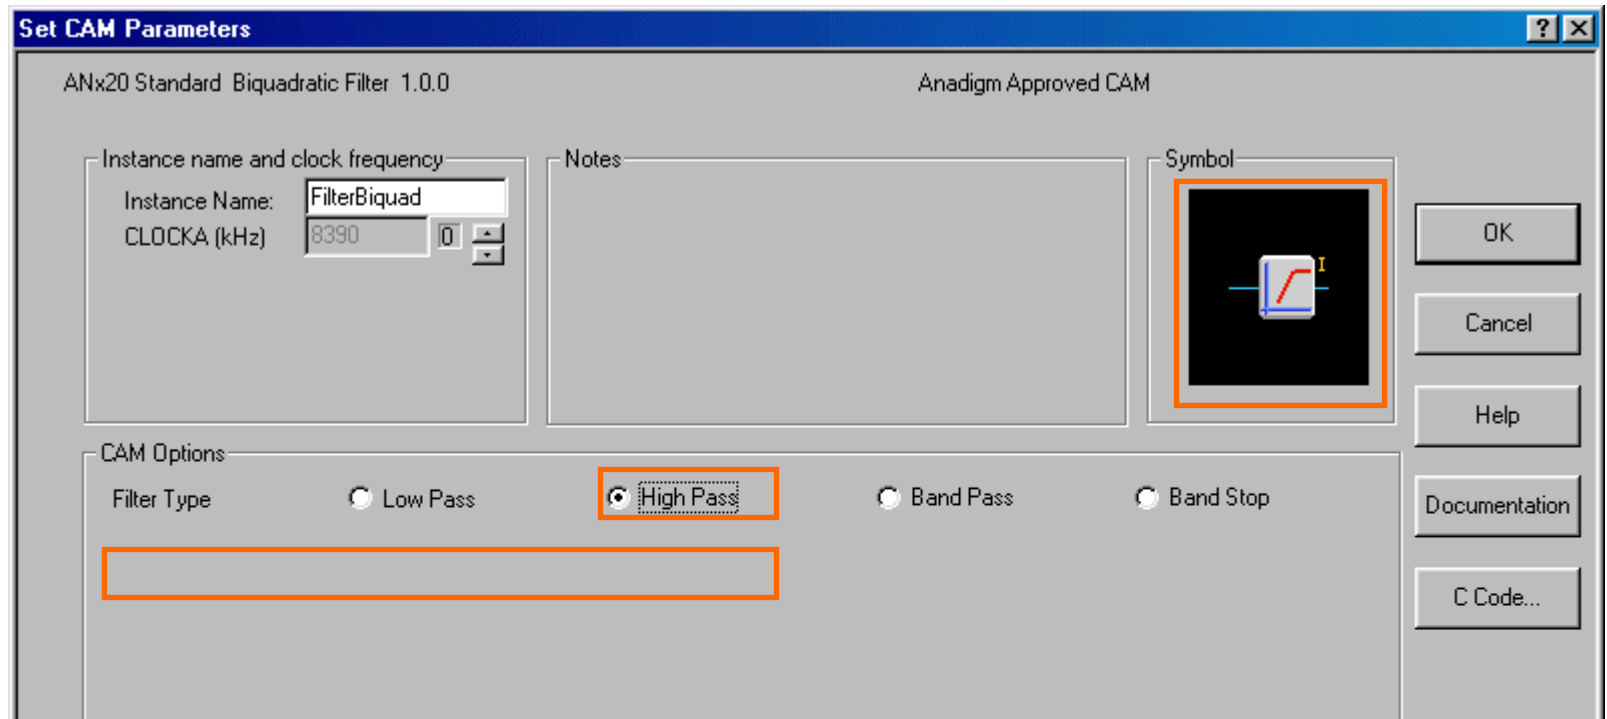 Set CAM Parameters
ANx20 Standard Biquadratic Filter 1.0.0
Anadigm Approved CAM
Instance name and clock frequency
Instance Name: FilterBiquad
CLOCKA (kHz) 8390 0
Notes
Symbol
I
OK
Cancel
Help
Documentation
C Code...
CAM Options
Filter Type Low Pass High Pass Band Pass Band Stop